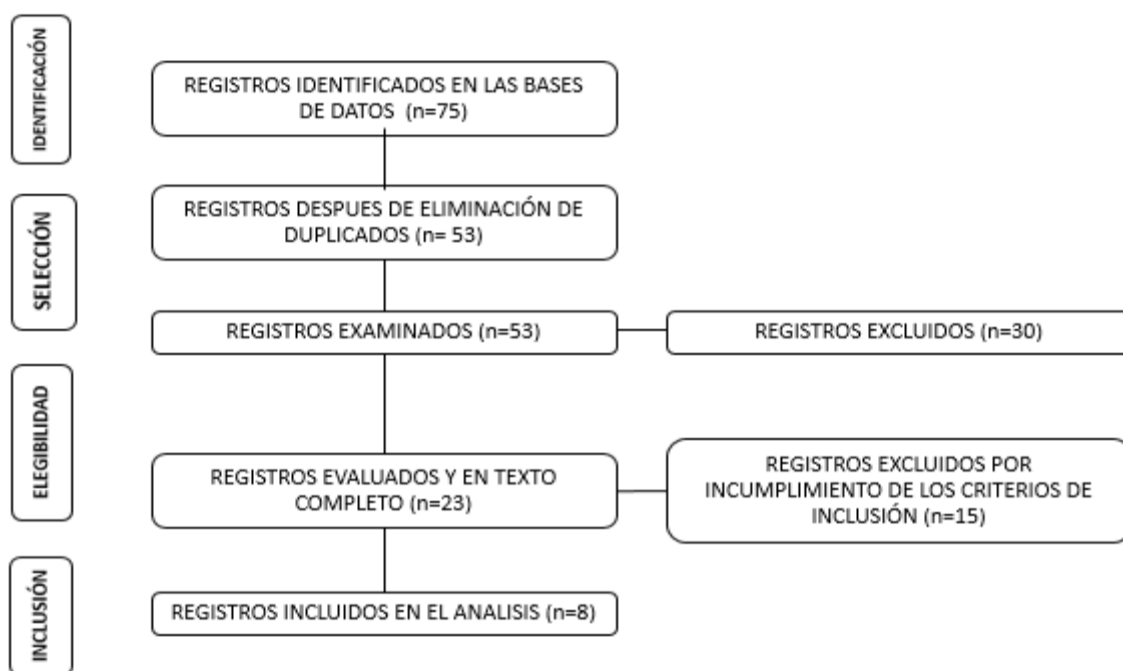 IDENTIFICACIÓN
REGISTROS IDENTIFICADOS EN LAS BASES
DE DATOS (n=75)
SELECCIÓN
REGISTROS DESPUES DE ELIMINACIÓN DE
DUPLICADOS (n= 53)
REGISTROS EXAMINADOS (n=53)
REGISTROS EXCLUIDOS (n=30)
ELEGIBILIDAD
REGISTROS EVALUADOS Y EN TEXTO
COMPLETO (n=23)
REGISTROS EXCLUIDOS POR
INCUMPLIMIENTO DE LOS CRITERIOS DE
INCLUSIÓN (n=15)
INCLUSIÓN
REGISTROS INCLUIDOS EN EL ANALISIS (n=8)